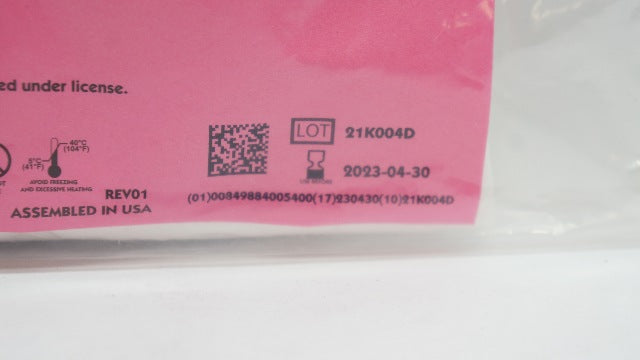 ed under license.
LOT 21K004D
40°C
(104°F)
5°C
(41°F)
OT
2023-04-30
AVOID FREEZING
AND EXCESSIVE HEATING
REV01
(01)00849884005400(17)230430(10)21K004D
ASSEMBLED IN USA